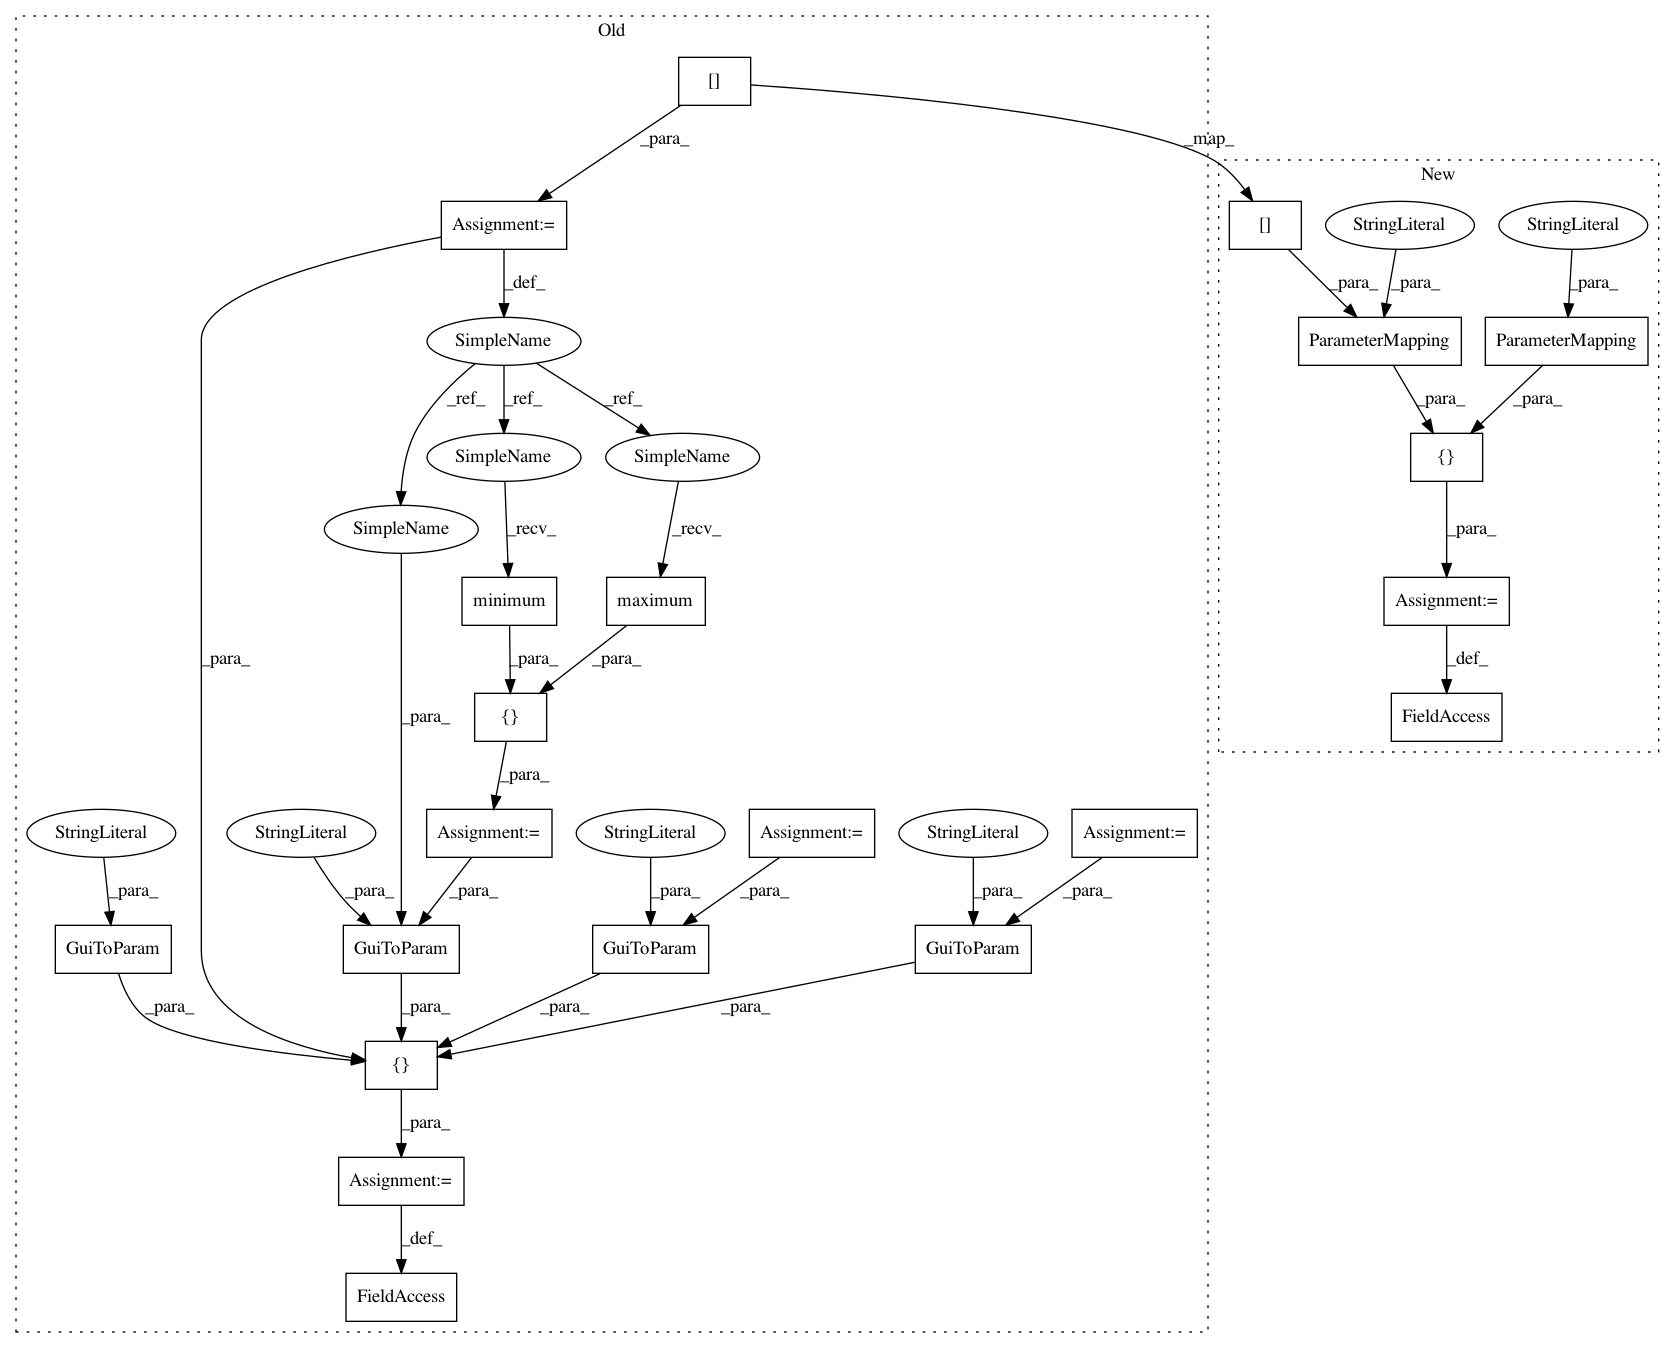 Old
[]
_map_
_para_
New
Assignment:=
[]
StringLiteral
StringLiteral
_def_
_para_
_para_
_para_
SimpleName
ParameterMapping
ParameterMapping
_ref_
_ref_
_ref_
_para_
_para_
SimpleName
SimpleName
{}
SimpleName
_recv_
_recv_
_para_
minimum
maximum
Assignment:=
_para_
_para_
_para_
_def_
_para_
{}
FieldAccess
_para_
StringLiteral
StringLiteral
Assignment:=
StringLiteral
Assignment:=
StringLiteral
Assignment:=
_para_
_para_
_para_
_para_
_para_
_para_
_para_
GuiToParam
GuiToParam
GuiToParam
GuiToParam
_para_
_para_
_para_
_para_
{}
_para_
Assignment:=
_def_
FieldAccess